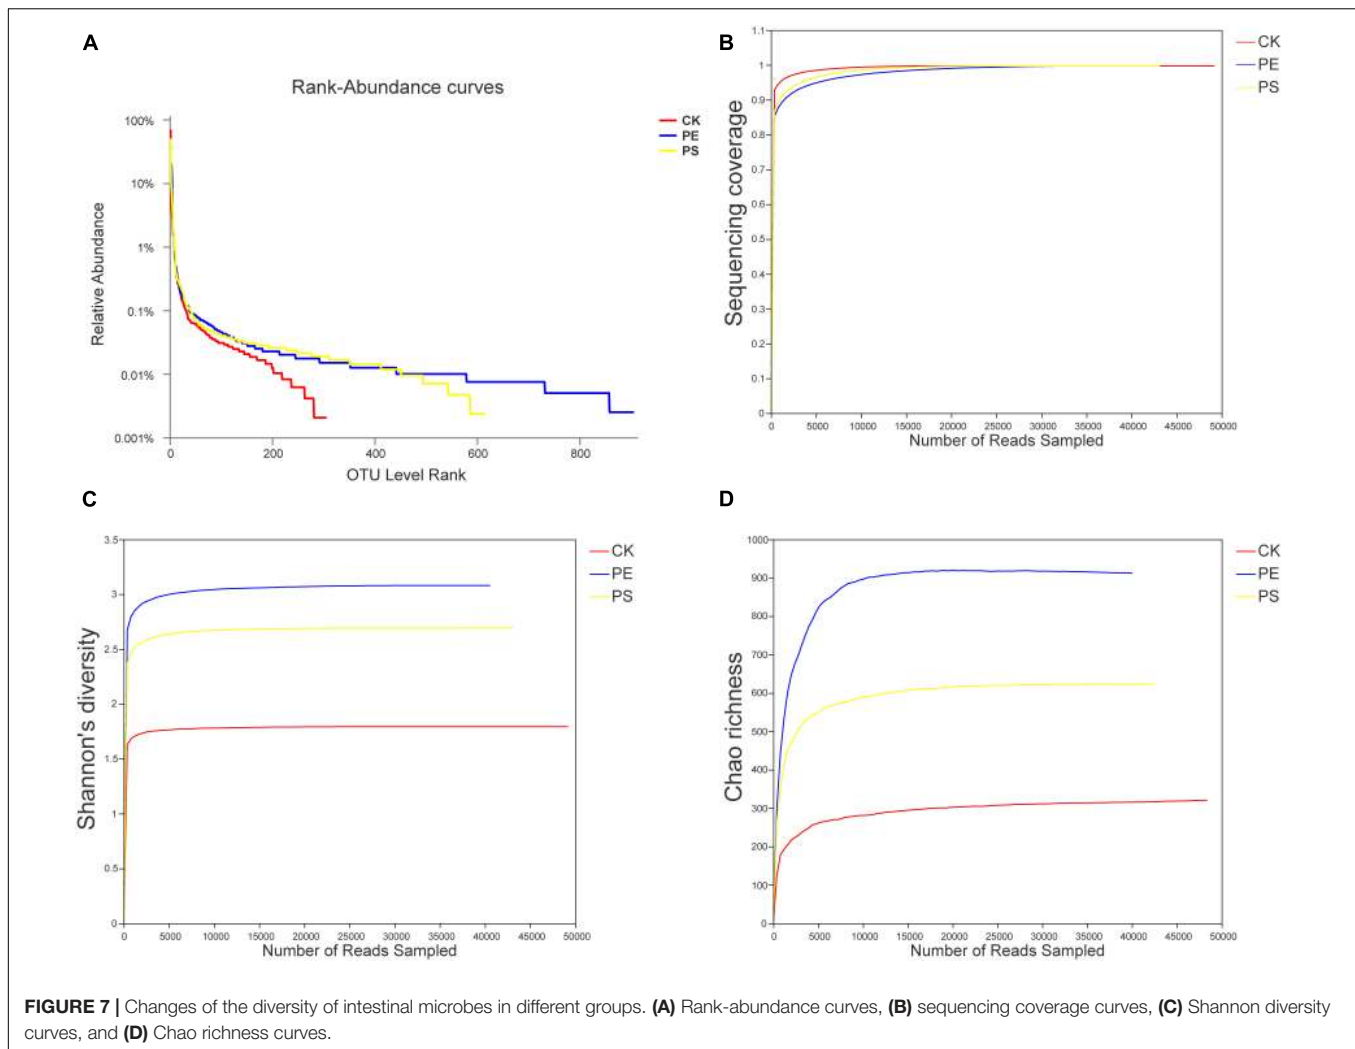 A
Rank-Abundance curves
CK
PE
PS
100%
10%
1%
0.1%
0.01%
0.001%
Relative Abundance
0 200 400 600 800
OTU Level Rank
B
CK
PE
PS
1.1
1
0.9
0.8
0.7
0.6
0.5
0.4
0.3
0.2
0.1
0
Sequencing coverage
0 5000 10000 15000 20000 25000 30000 35000 40000 45000 50000
Number of Reads Sampled
C
CK
PE
PS
3.5
3
2.5
2
1.5
1
0.5
0
Shannon's diversity
0 5000 10000 15000 20000 25000 30000 35000 40000 45000 50000
Number of Reads Sampled
D
CK
PE
PS
1000
900
800
700
600
500
400
300
200
100
0
Chao richness
0 5000 10000 15000 20000 25000 30000 35000 40000 45000 50000
Number of Reads Sampled
FIGURE 7 | Changes of the diversity of intestinal microbes in different groups. (A) Rank-abundance curves, (B) sequencing coverage curves, (C) Shannon diversity
curves, and (D) Chao richness curves.